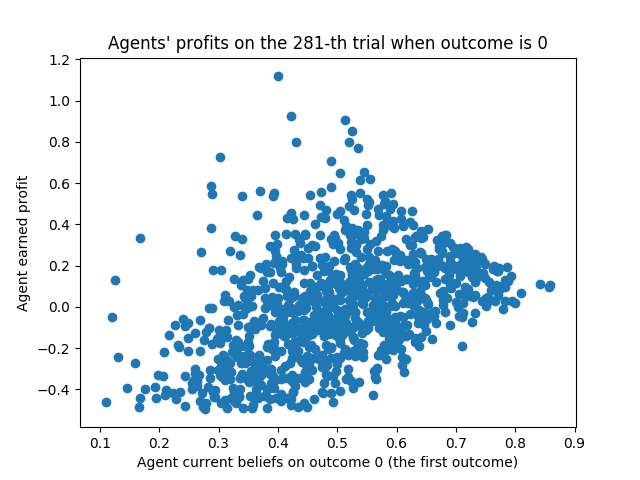 Agents' profits on the 281-th trial when outcome is 0
1.2
1.0
0.8
0.6
0.4
0.2
0.0
−0.2
−0.4
Agent earned profit
0.1 0.2 0.3 0.4 0.5 0.6 0.7 0.8 0.9
Agent current beliefs on outcome 0 (the first outcome)